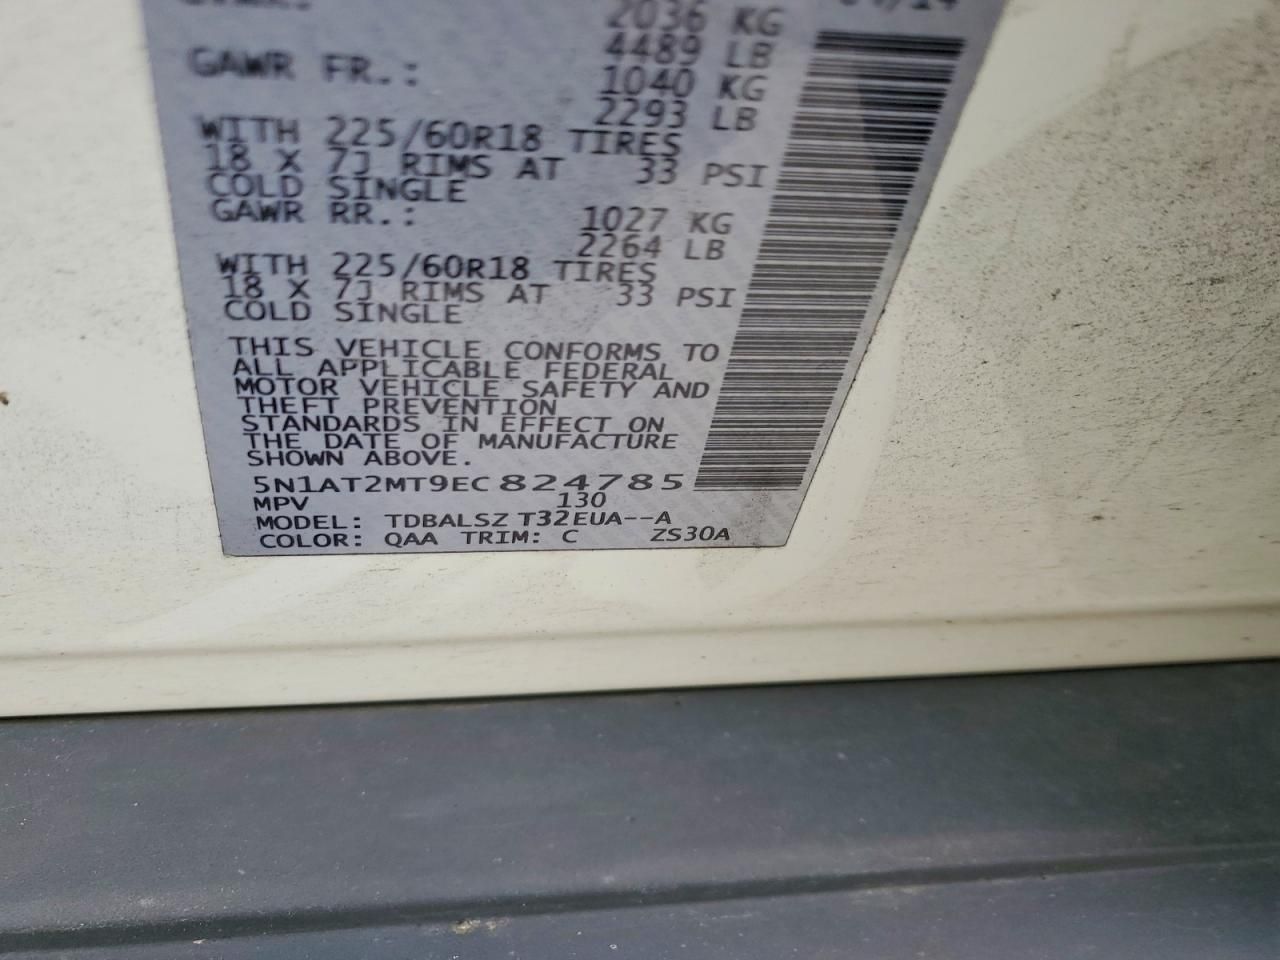 2036 KG
4489 LB
GAWR FR.: 1040 KG
2293 LB
WITH 225/60R18 TIRES
18 X 7J RIMS AT 33 PSI
COLD SINGLE
GAWR RR.: 1027 KG
2264 LB
WITH 225/60R18 TIRES
18 X 7J RIMS AT 33 PSI
COLD SINGLE
THIS VEHICLE CONFORMS TO
ALL APPLICABLE FEDERAL
MOTOR VEHICLE SAFETY AND
THEFT PREVENTION
STANDARDS IN EFFECT ON
THE DATE OF MANUFACTURE
SHOWN ABOVE.
5N1AT2MT9EC824785
MPV 130
MODEL: TDBALSZ T32EUA--A
COLOR: QAA TRIM: C ZS30A